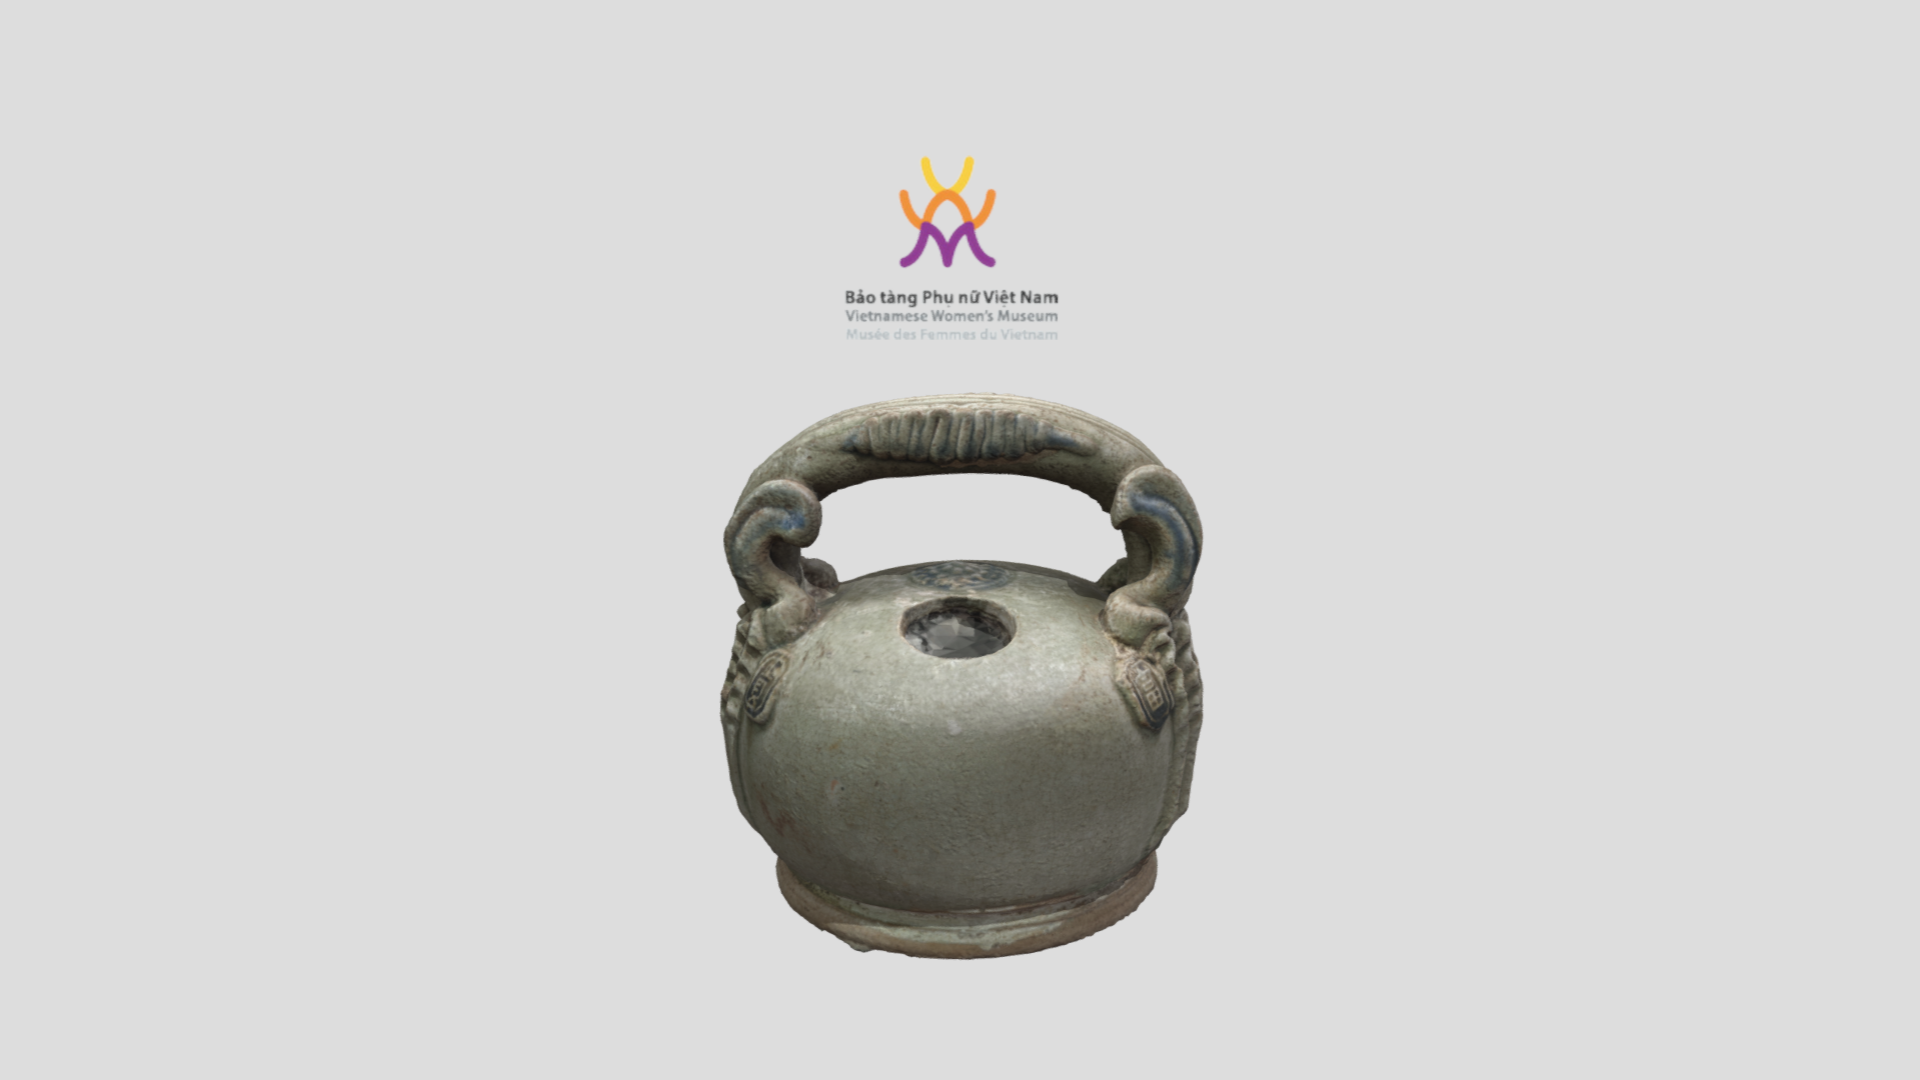 Bảo tàng Phụ nữ Việt Nam
Vietnamese Women's Museum
Musée des Femmes du Vietnam